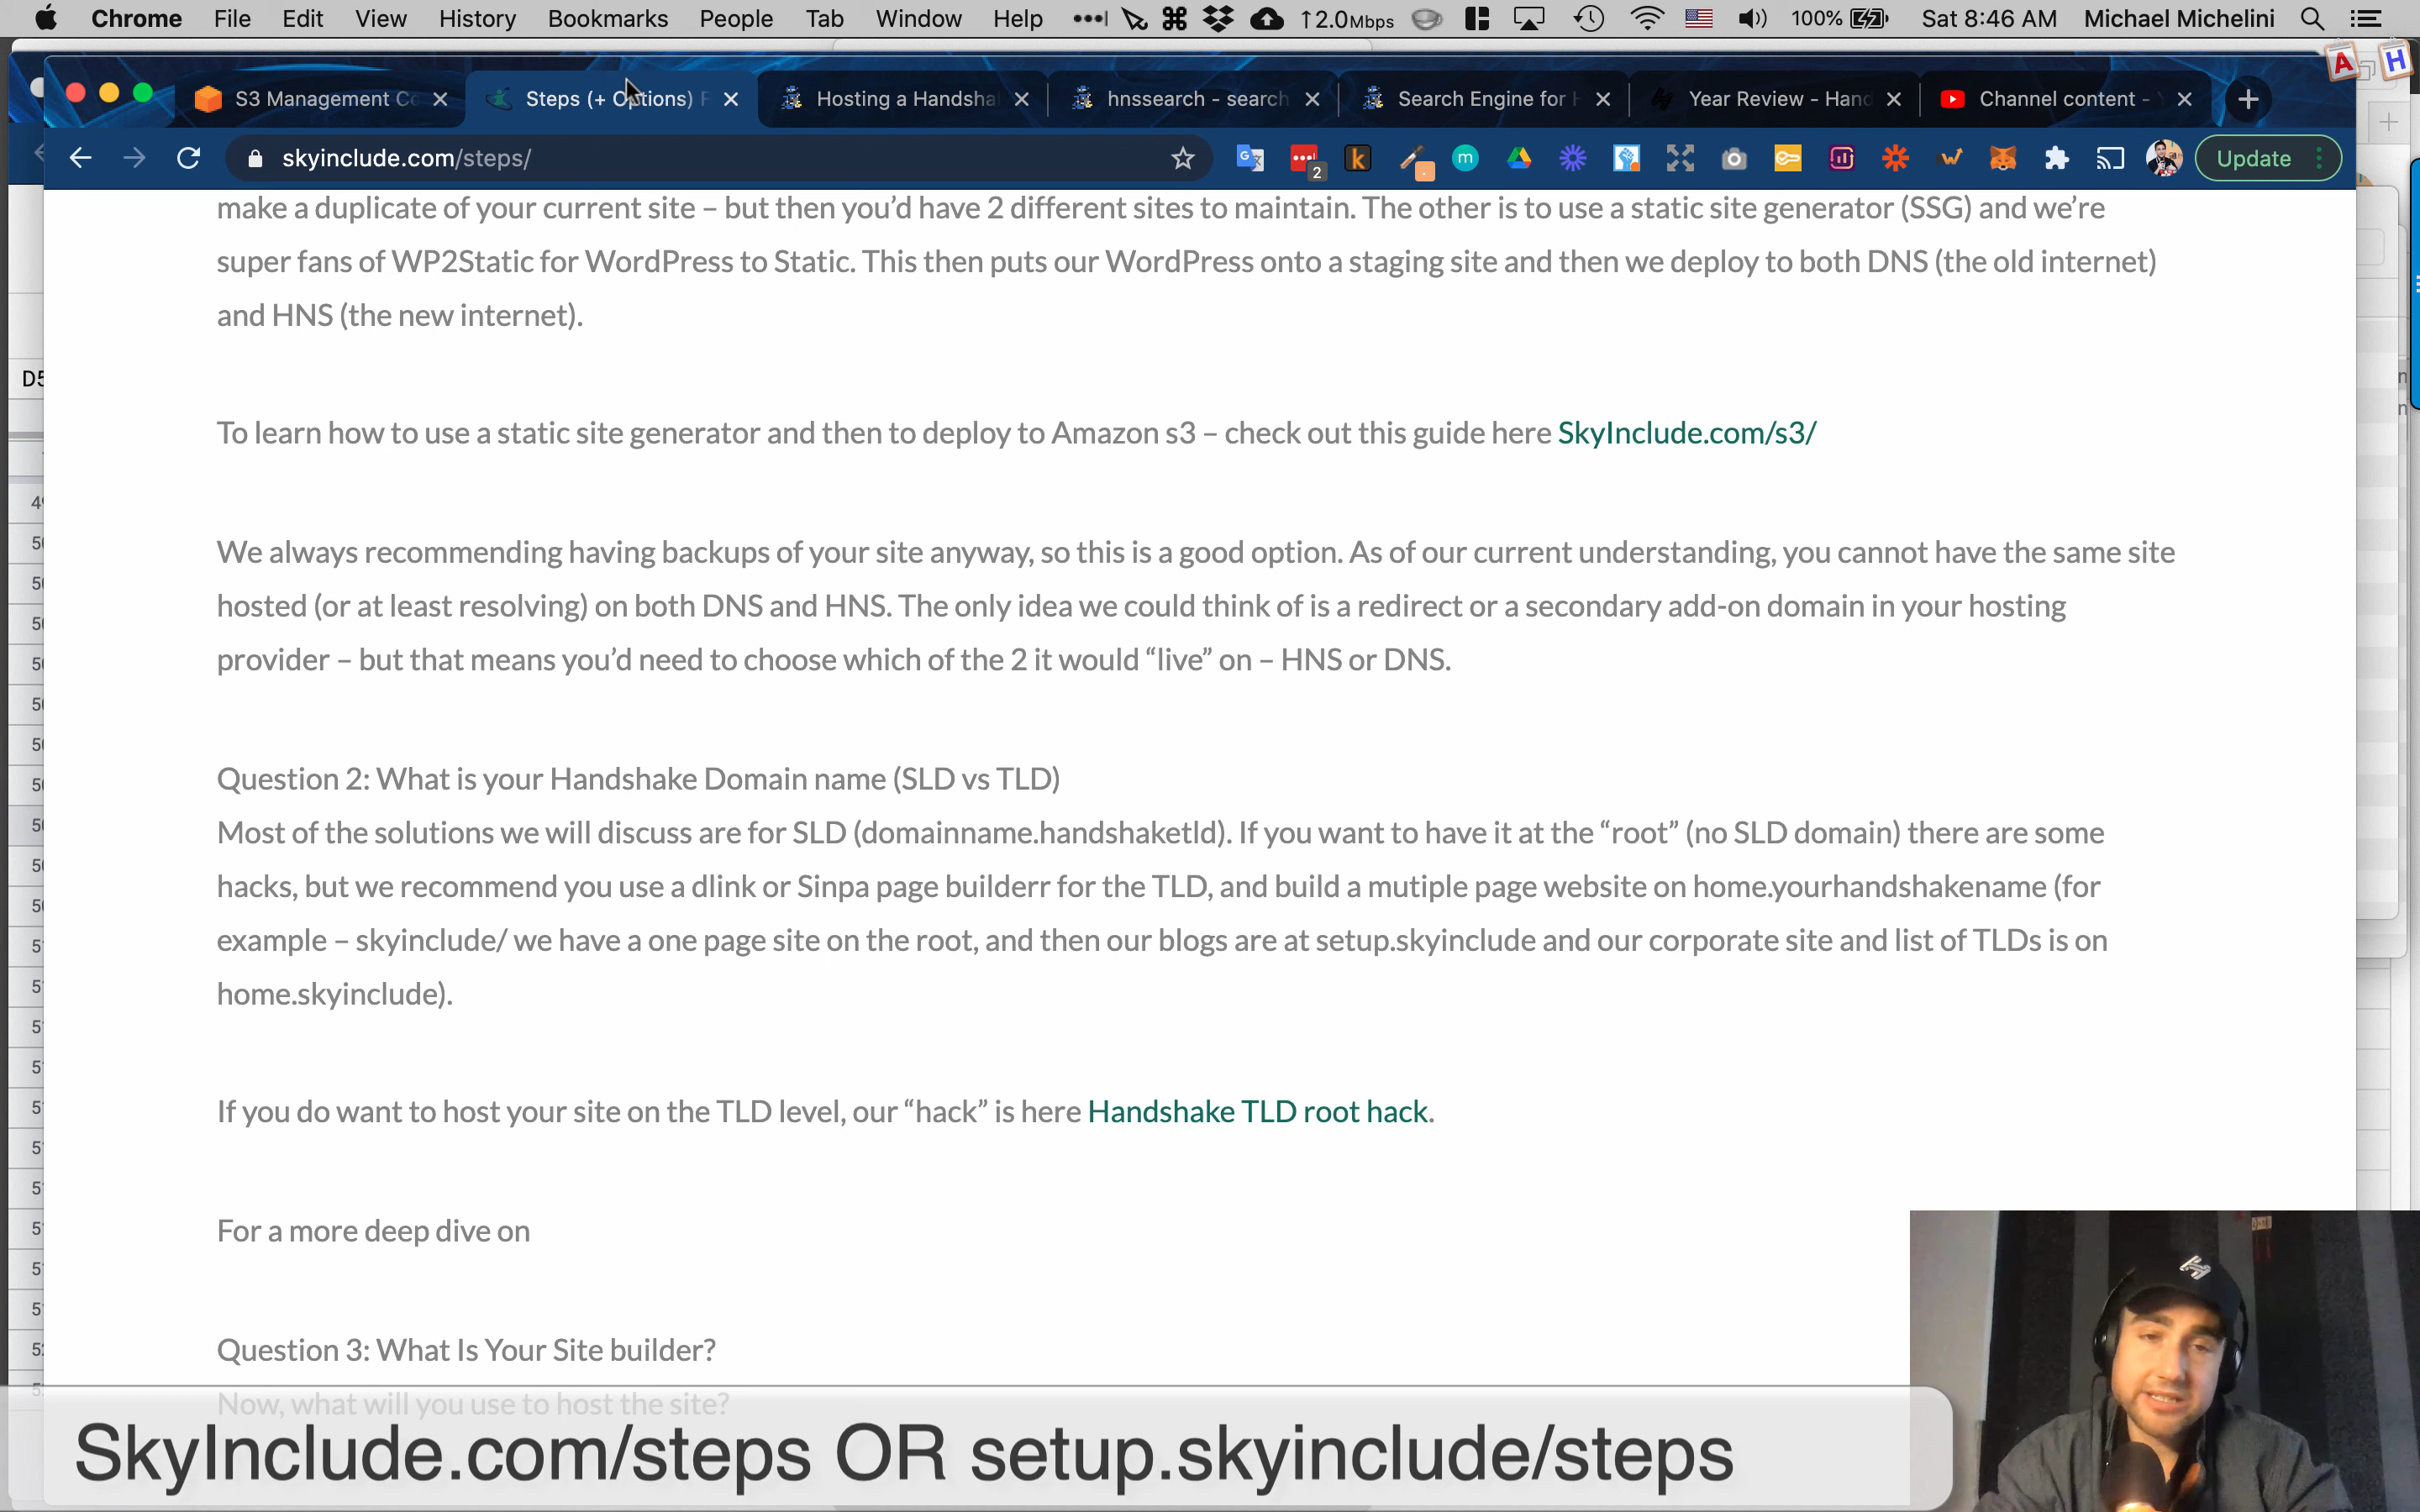 Chrome File Edit View History Bookmarks People Tab Window Help ↑2.0Mbps 100% Sat 8:46 AM Michael Michelini
S3 Management Steps (+ Options) Hosting a Handsha hnssearch - search Search Engine for Year Review - Hand Channel content -
skyinclude.com/steps/ Update
make a duplicate of your current site – but then you’d have 2 different sites to maintain. The other is to use a static site generator (SSG) and we’re
super fans of WP2Static for WordPress to Static. This then puts our WordPress onto a staging site and then we deploy to both DNS (the old internet)
and HNS (the new internet).
To learn how to use a static site generator and then to deploy to Amazon s3 – check out this guide here SkyInclude.com/s3/
We always recommending having backups of your site anyway, so this is a good option. As of our current understanding, you cannot have the same site
hosted (or at least resolving) on both DNS and HNS. The only idea we could think of is a redirect or a secondary add-on domain in your hosting
provider – but that means you’d need to choose which of the 2 it would “live” on – HNS or DNS.
Question 2: What is your Handshake Domain name (SLD vs TLD)
Most of the solutions we will discuss are for SLD (domainname.handshaketld). If you want to have it at the “root” (no SLD domain) there are some
hacks, but we recommend you use a dlink or Sinpa page builderr for the TLD, and build a mutiple page website on home.yourhandshakename (for
example – skyinclude/ we have a one page site on the root, and then our blogs are at setup.skyinclude and our corporate site and list of TLDs is on
home.skyinclude).
If you do want to host your site on the TLD level, our “hack” is here Handshake TLD root hack.
For a more deep dive on
Question 3: What Is Your Site builder?
Now, what will you use to host the site?
SkyInclude.com/steps OR setup.skyinclude/steps